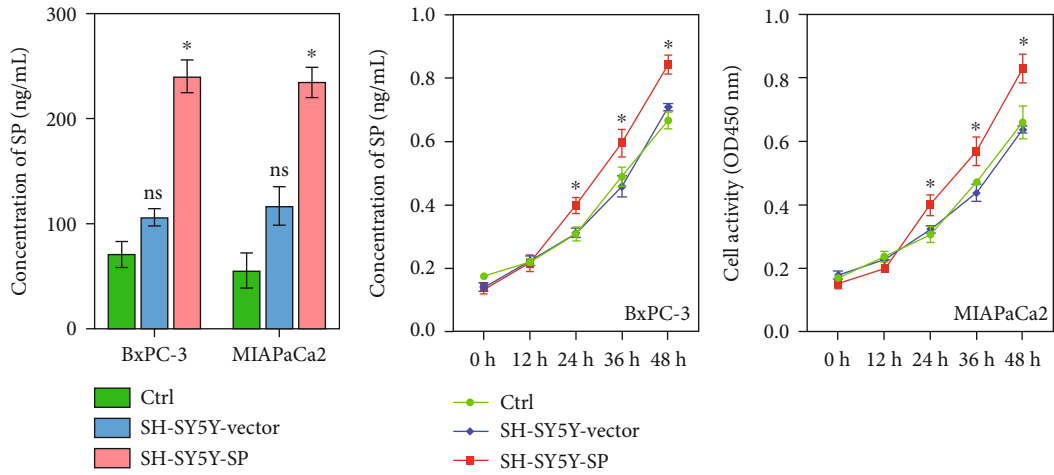 Concentration of SP (ng/mL)
300
200
100
0
ns
*
ns
*
BxPC-3
MIAPaCa2
Ctrl
SH-SY5Y-vector
SH-SY5Y-SP
Concentration of SP (ng/mL)
1.0
0.8
0.6
0.4
0.2
0.0
*
*
*
BxPC-3
0 h 12 h 24 h 36 h 48 h
Ctrl
SH-SY5Y-vector
SH-SY5Y-SP
Cell activity (OD450 nm)
1.0
0.8
0.6
0.4
0.2
0.0
*
*
*
MIAPaCa2
0 h 12 h 24 h 36 h 48 h